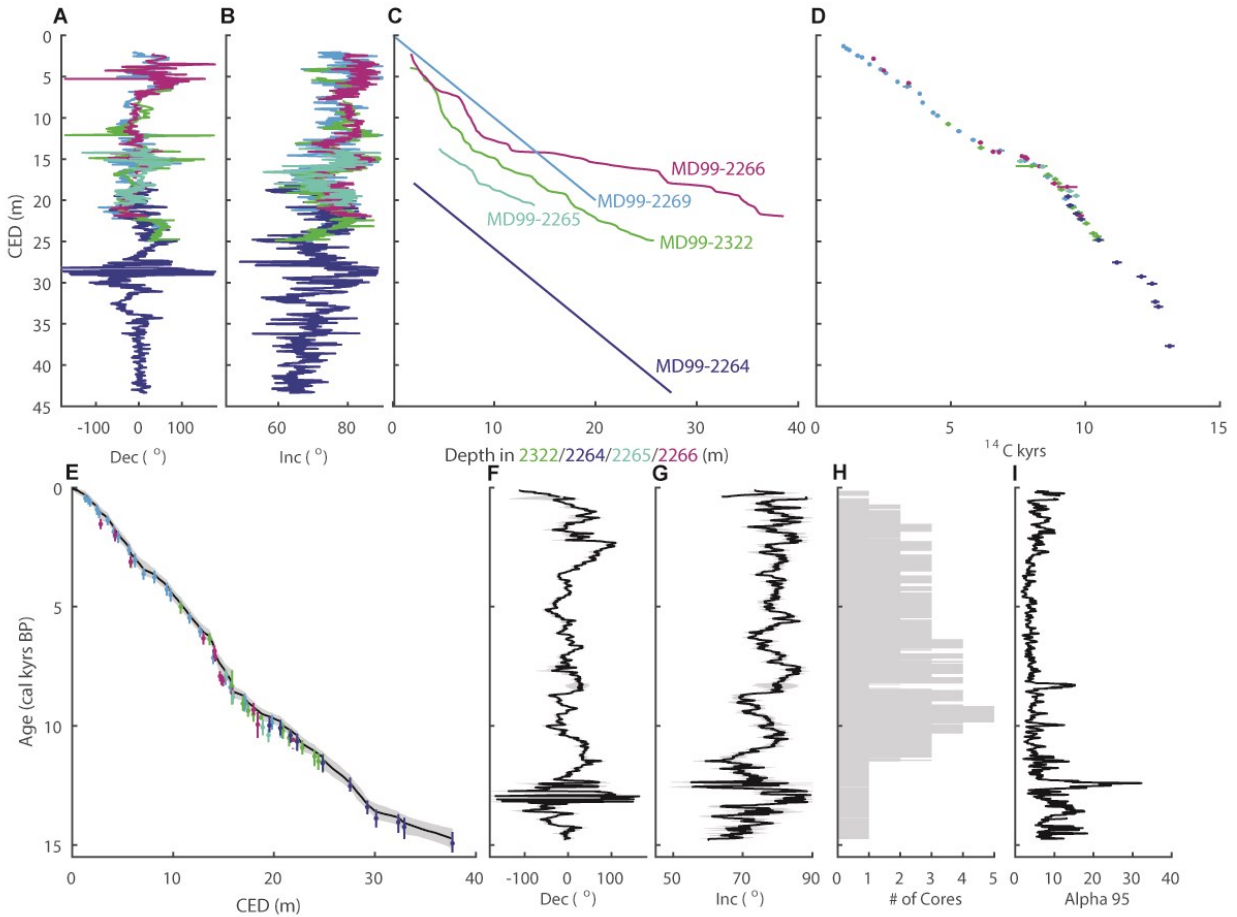 A B C D
0
5
10
15
20
25
30
35
40
45
CED (m)
-100 0 100
Dec ( °)
60 80
Inc ( °)
MD99-2266
MD99-2269
MD99-2265
MD99-2322
MD99-2264
0 10 20 30 40
Depth in 2322/2264/2265/2266 (m)
0 5 10 15
14 C kyrs
E F G H I
0
5
10
15
Age (cal kyrs BP)
0 10 20 30 40
CED (m)
-100 0 100
Dec ( °)
50 70 90
Inc ( °)
0 1 2 3 4 5
# of Cores
0 10 20 30 40
Alpha 95